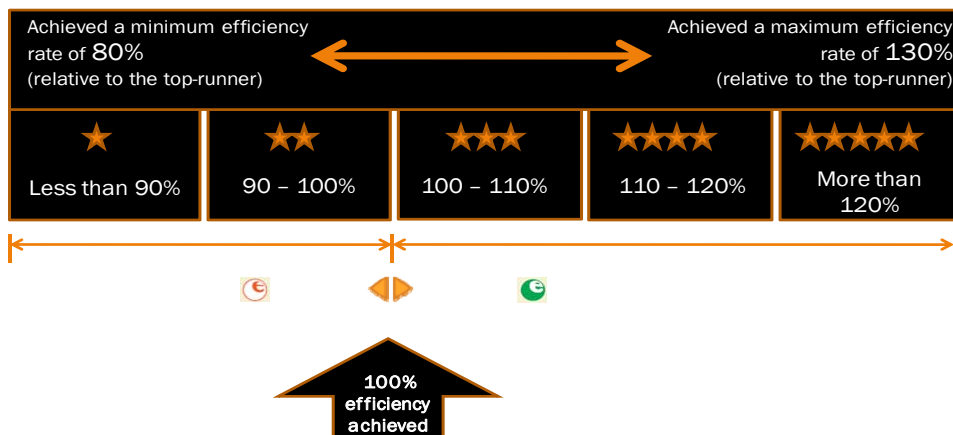 Achieved a minimum efficiency
rate of 80%
(relative to the top-runner)
Achieved a maximum efficiency
rate of 130%
(relative to the top-runner)
Less than 90%
90 – 100%
100 – 110%
110 – 120%
More than
120%
100%
efficiency
achieved